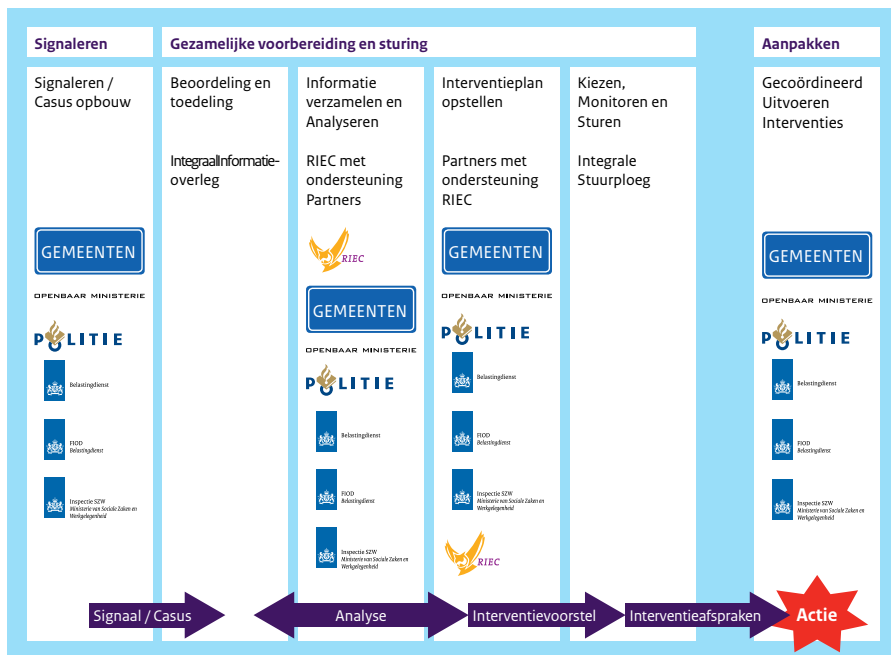 Signaleren
Gezamelijke voorbereiding en sturing
Aanpakken
Signaleren /
Casus opbouw
GEMEENTEN
OPENBAAR MINISTERIE
POLITIE
Belastingdienst
FIOD
Belastingdienst
Inspectie SZW
Ministerie van Sociale Zaken en
Werkgelegenheid
Beoordeling en
toedeling
IntegraalInformatie-
overleg
Informatie
verzamelen en
Analyseren
RIEC met
ondersteuning
Partners
RIEC
GEMEENTEN
OPENBAAR MINISTERIE
POLITIE
Belastingdienst
FIOD
Belastingdienst
Inspectie SZW
Ministerie van Sociale Zaken en
Werkgelegenheid
Interventieplan
opstellen
Partners met
ondersteuning
RIEC
GEMEENTEN
OPENBAAR MINISTERIE
POLITIE
Belastingdienst
FIOD
Belastingdienst
Inspectie SZW
Ministerie van Sociale Zaken en
Werkgelegenheid
RIEC
Kiezen,
Monitoren en
Sturen
Integrale
Stuurploeg
Gecoördineerd
Uitvoeren
Interventies
GEMEENTEN
OPENBAAR MINISTERIE
POLITIE
Belastingdienst
FIOD
Belastingdienst
Inspectie SZW
Ministerie van Sociale Zaken en
Werkgelegenheid
Signaal / Casus
Analyse
Interventievoorstel
Interventieafspraken
Actie